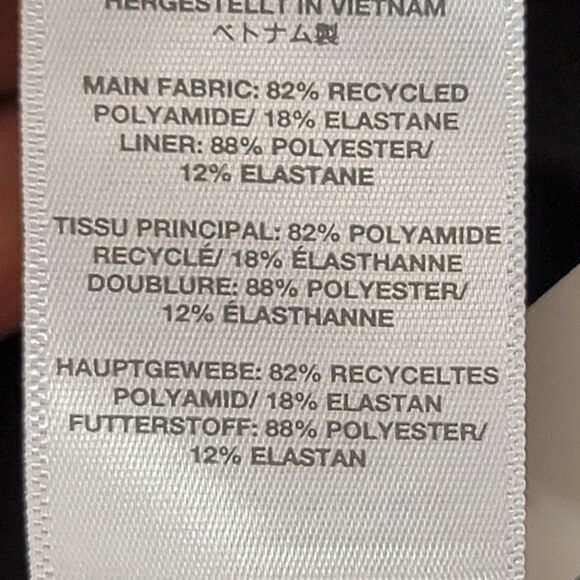 HERGESTELLT IN VIETNAM
ベトナム製
MAIN FABRIC: 82% RECYCLED
POLYAMIDE/ 18% ELASTANE
LINER: 88% POLYESTER/
12% ELASTANE
TISSU PRINCIPAL: 82% POLYAMIDE
RECYCLÉ/ 18% ÉLASTHANNE
DOUBLURE: 88% POLYESTER/
12% ÉLASTHANNE
HAUPTGEWEBE: 82% RECYCELTES
POLYAMID/ 18% ELASTAN
FUTTERSTOFF: 88% POLYESTER/
12% ELASTAN